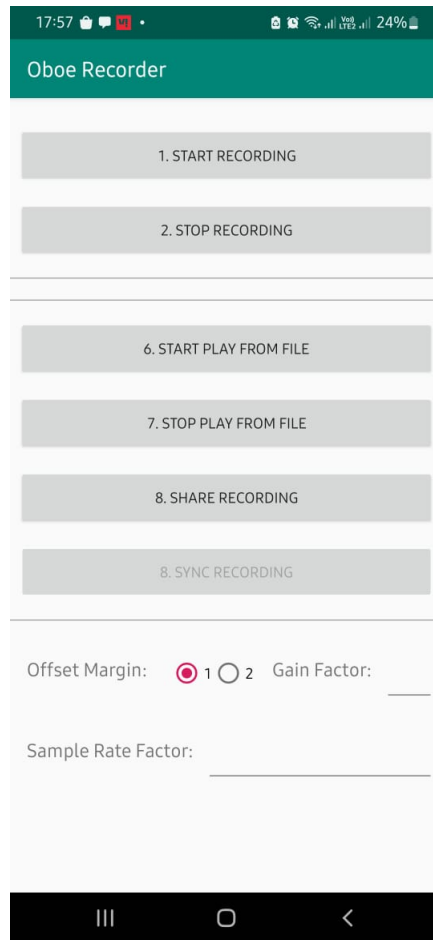 17:57 24%
Oboe Recorder
1. START RECORDING
2. STOP RECORDING
6. START PLAY FROM FILE
7. STOP PLAY FROM FILE
8. SHARE RECORDING
8. SYNC RECORDING
Offset Margin: 1 2 Gain Factor:
Sample Rate Factor: